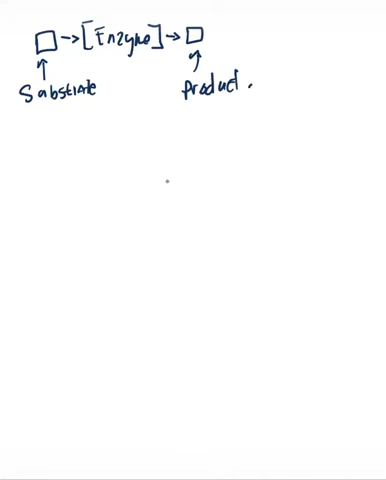 □ → [Enzyme] → □
Substrate
Product.